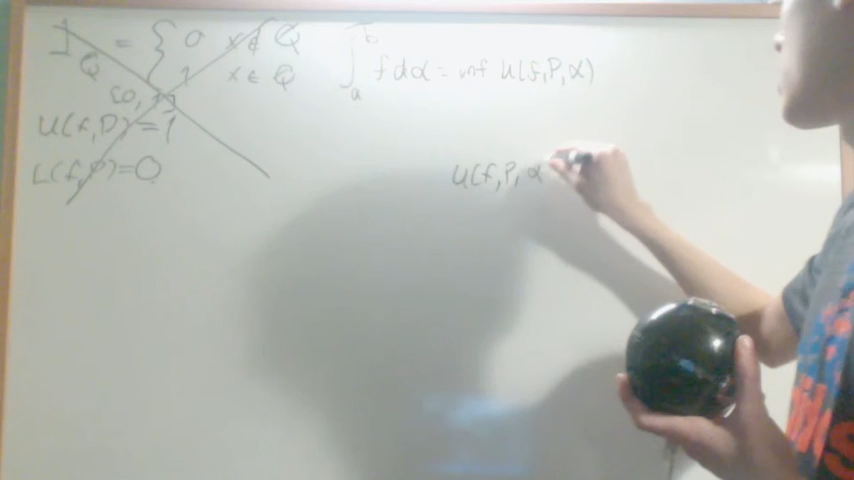 1_Q = { 0 x ∉ Q
1 x ∈ Q
[0,1]
U(f,P)=1
L(f,P)=0
∫_a^b f dα = inf U(f,P,α)
U(f,P,α